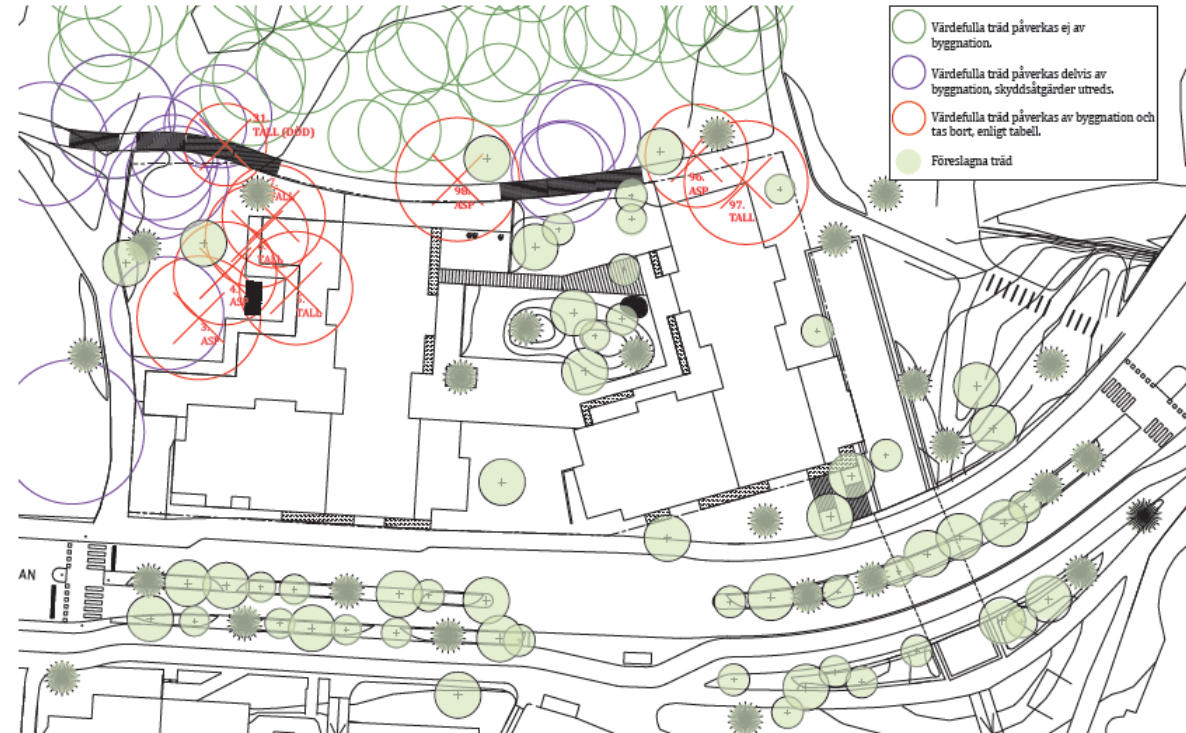 Värdefulla träd påverkas ej av
byggnation.
Värdefulla träd påverkas delvis av
byggnation, skyddsåtgärder utreds.
Värdefulla träd påverkas av byggnation och
tas bort, enligt tabell.
Föreslagna träd
31.
TALL (DÖD)
TALL
4.
ASP
TALL
3.
ASP
98.
ASP
96.
ASP
97.
TALL
AN